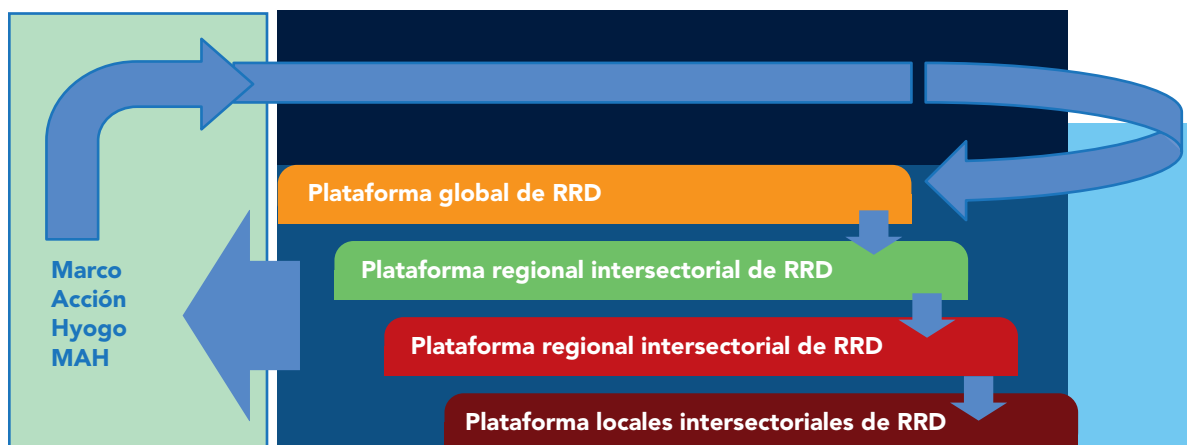 Plataforma global de RRD
Plataforma regional intersectorial de RRD
Marco
Acción
Hyogo
MAH
Plataforma regional intersectorial de RRD
Plataforma locales intersectoriales de RRD